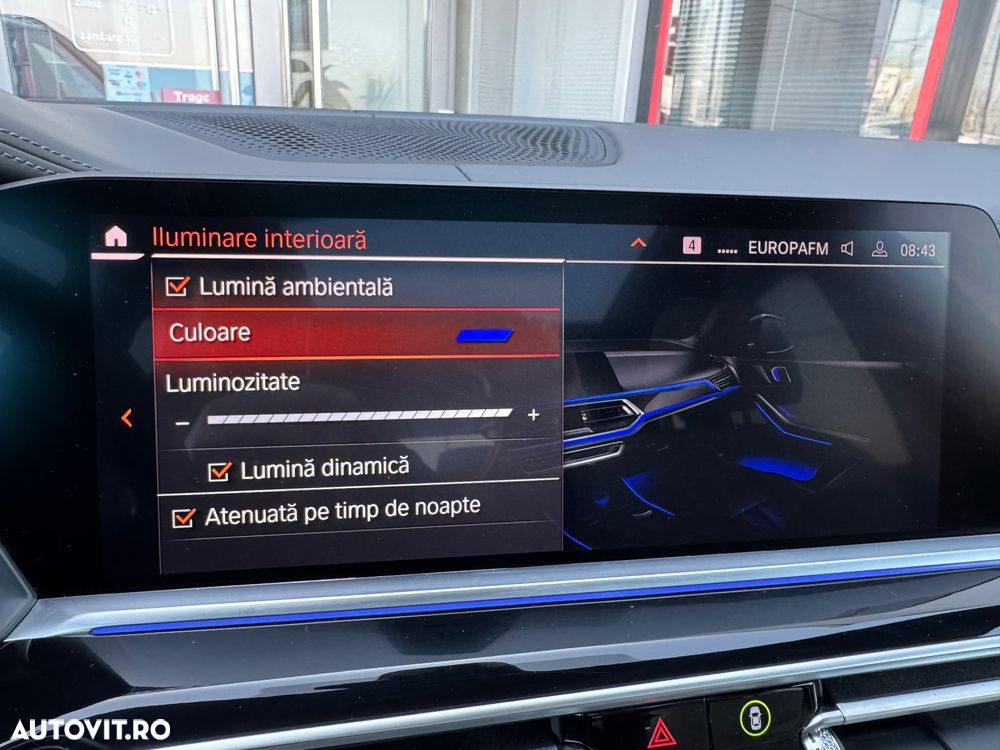 Trage
Iluminare interioară
4
EUROPAFM
08:43
Lumină ambientală
Culoare
Luminozitate
– +
Lumină dinamică
Atenuată pe timp de noapte
AUTOVIT.RO